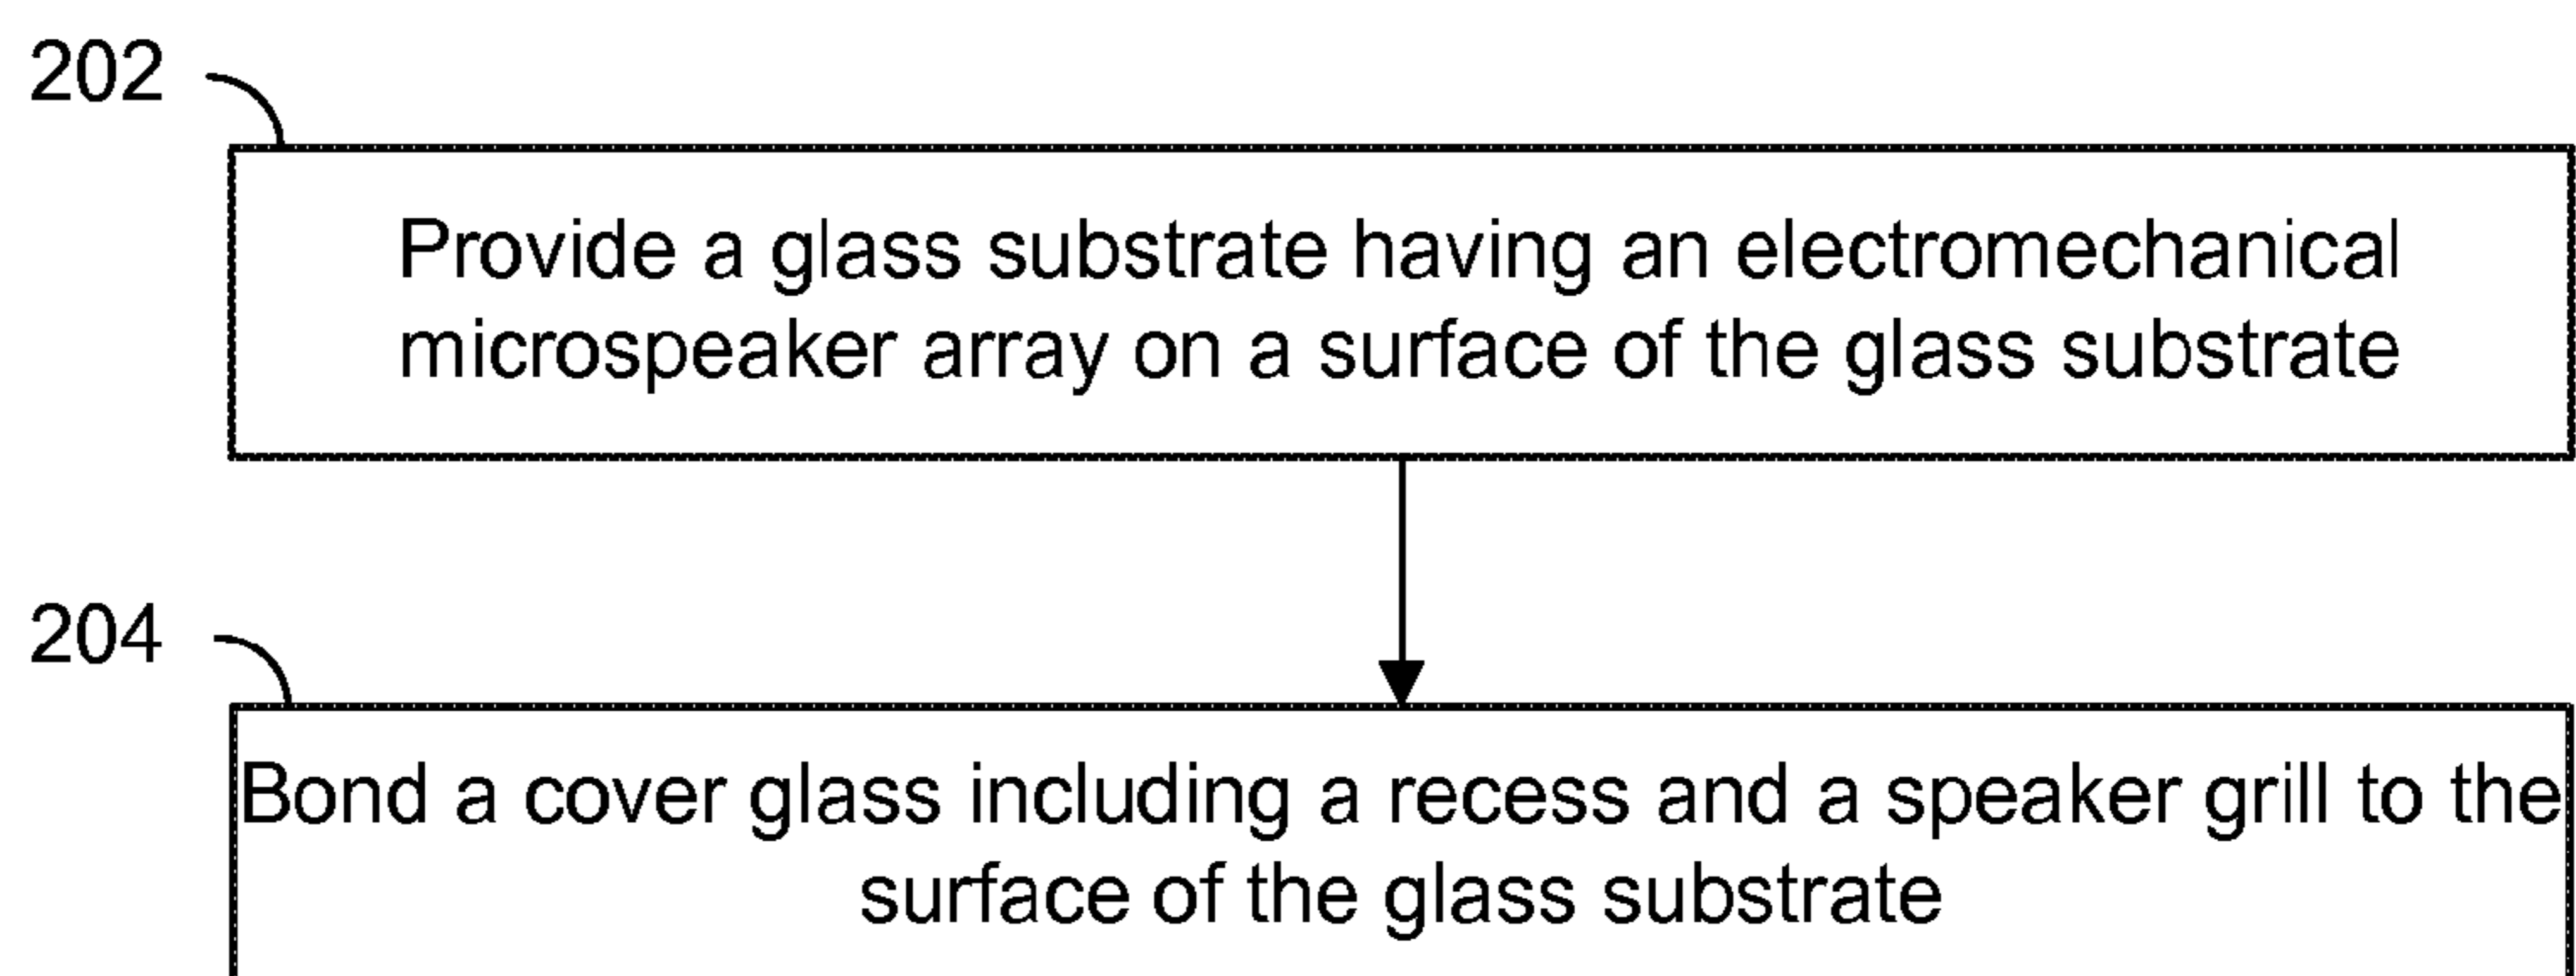 202
Provide a glass substrate having an electromechanical
microspeaker array on a surface of the glass substrate
204
Bond a cover glass including a recess and a speaker grill to the
surface of the glass substrate